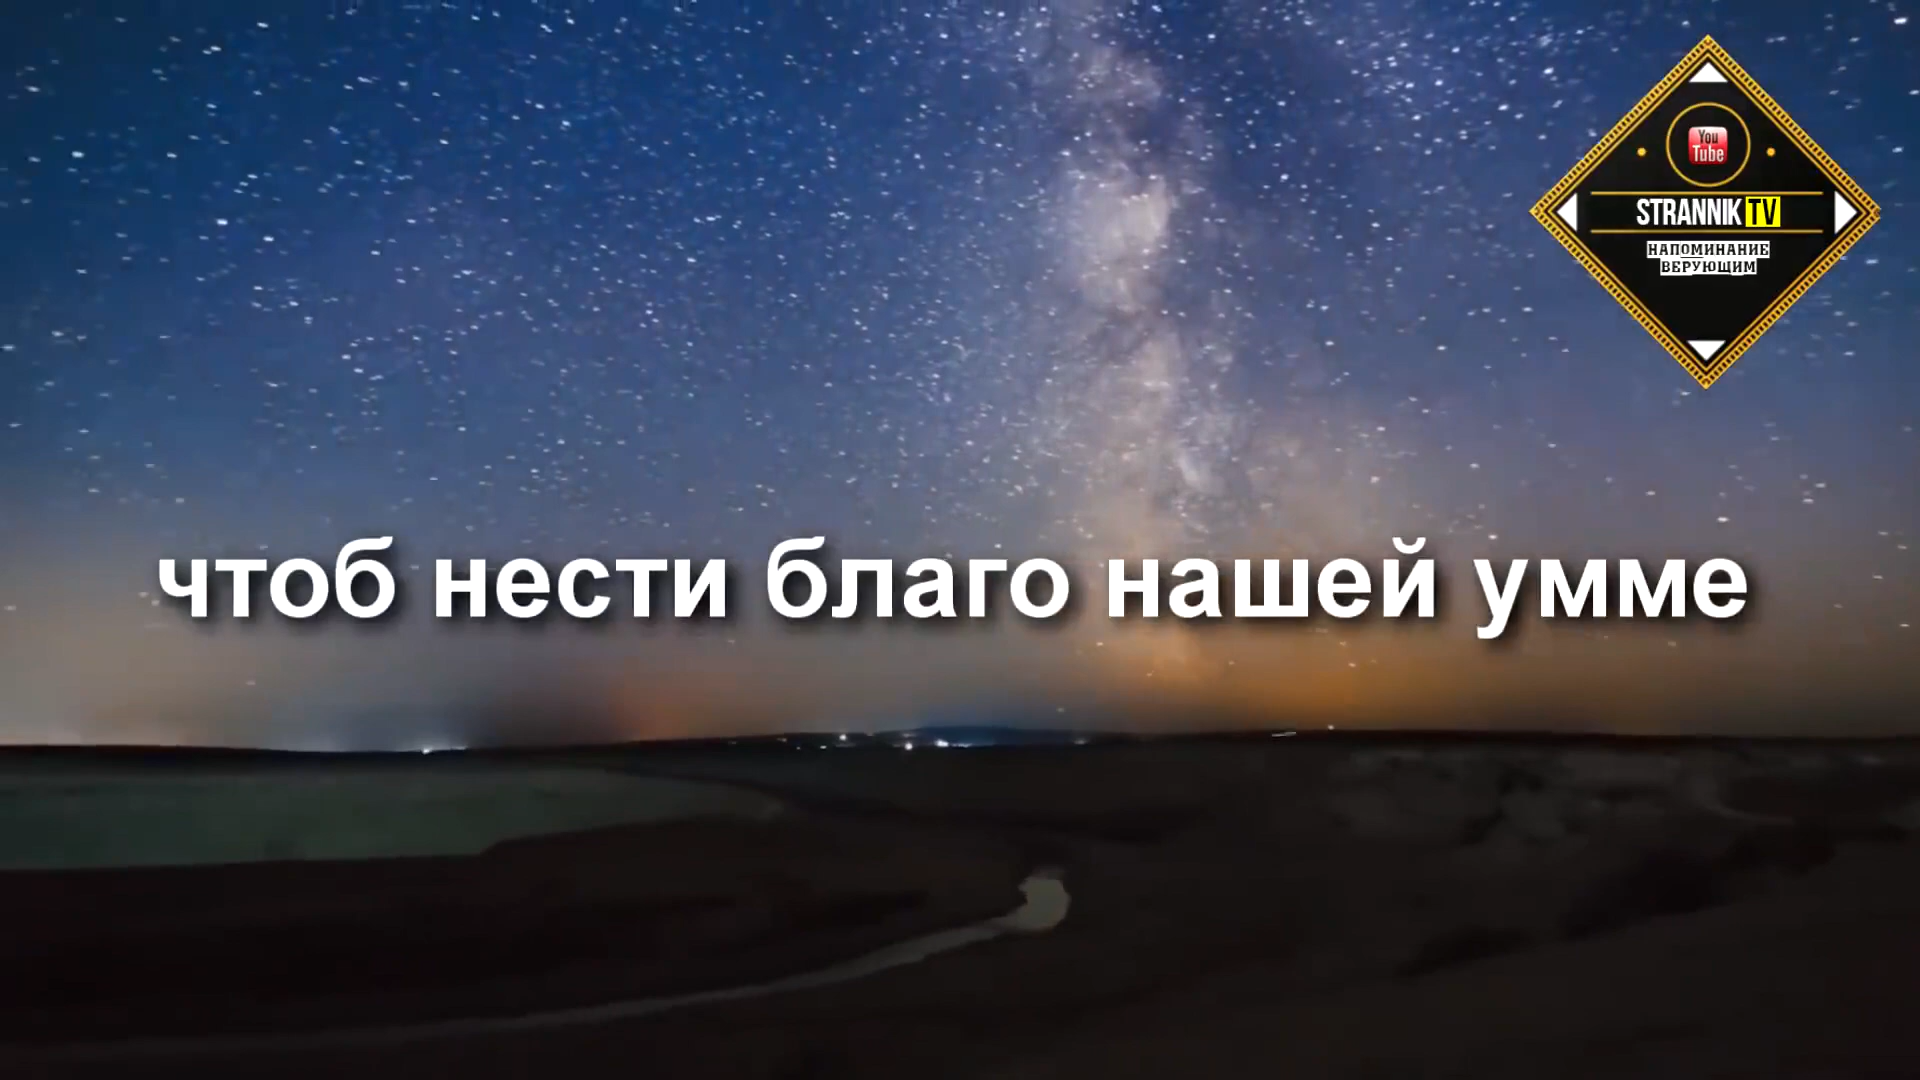 You
Tube
STRANNIK TV
НАПОМИНАНИЕ
ВЕРУЮЩИМ
чтоб нести благо нашей умме